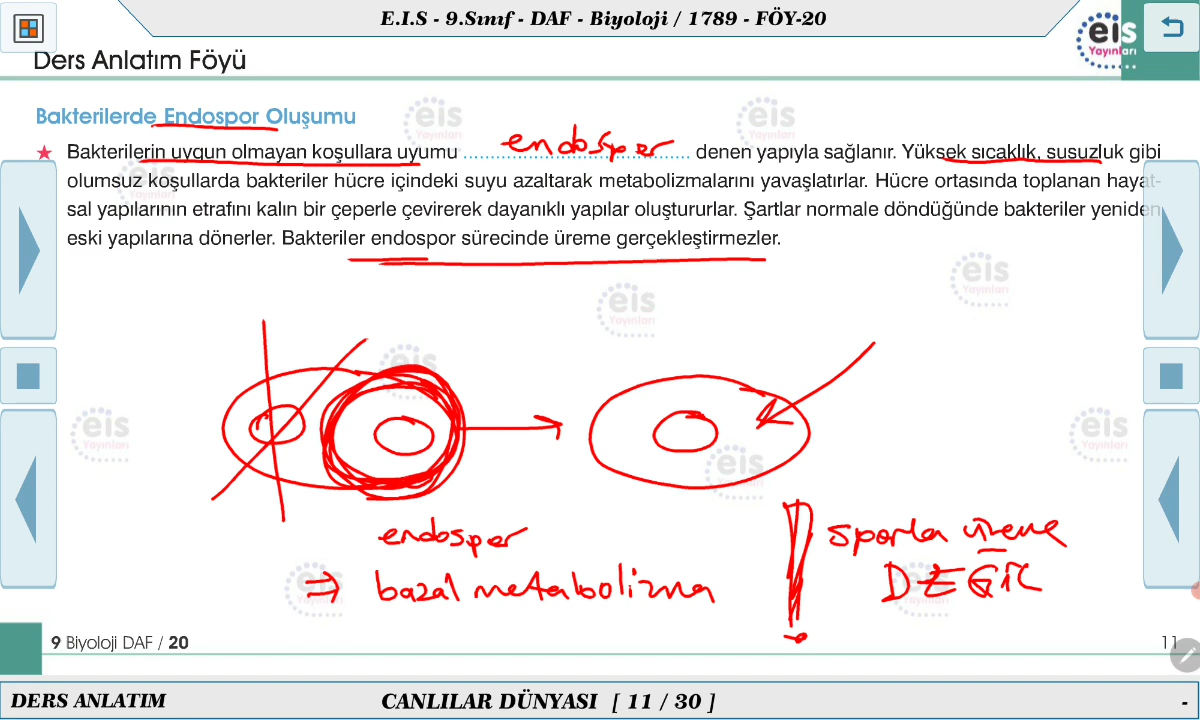 E.I.S - 9.Sınıf - DAF - Biyoloji / 1789 - FÖY-20
eis
Yayınları
Ders Anlatım Föyü
Bakterilerde Endospor Oluşumu
★ Bakterilerin uygun olmayan koşullara uyumu endospor denen yapıyla sağlanır. Yüksek sıcaklık, susuzluk gibi
olumsuz koşullarda bakteriler hücre içindeki suyu azaltarak metabolizmalarını yavaşlatırlar. Hücre ortasında toplanan hayat-
sal yapılarının etrafını kalın bir çeperle çevirerek dayanıklı yapılar oluştururlar. Şartlar normale döndüğünde bakteriler yeniden
eski yapılarına dönerler. Bakteriler endospor sürecinde üreme gerçekleştirmezler.
endospor
⇒ bazal metabolizma
! sporla üreme
DEĞİL
9 Biyoloji DAF / 20
11
DERS ANLATIM
CANLILAR DÜNYASI [ 11 / 30 ]
-